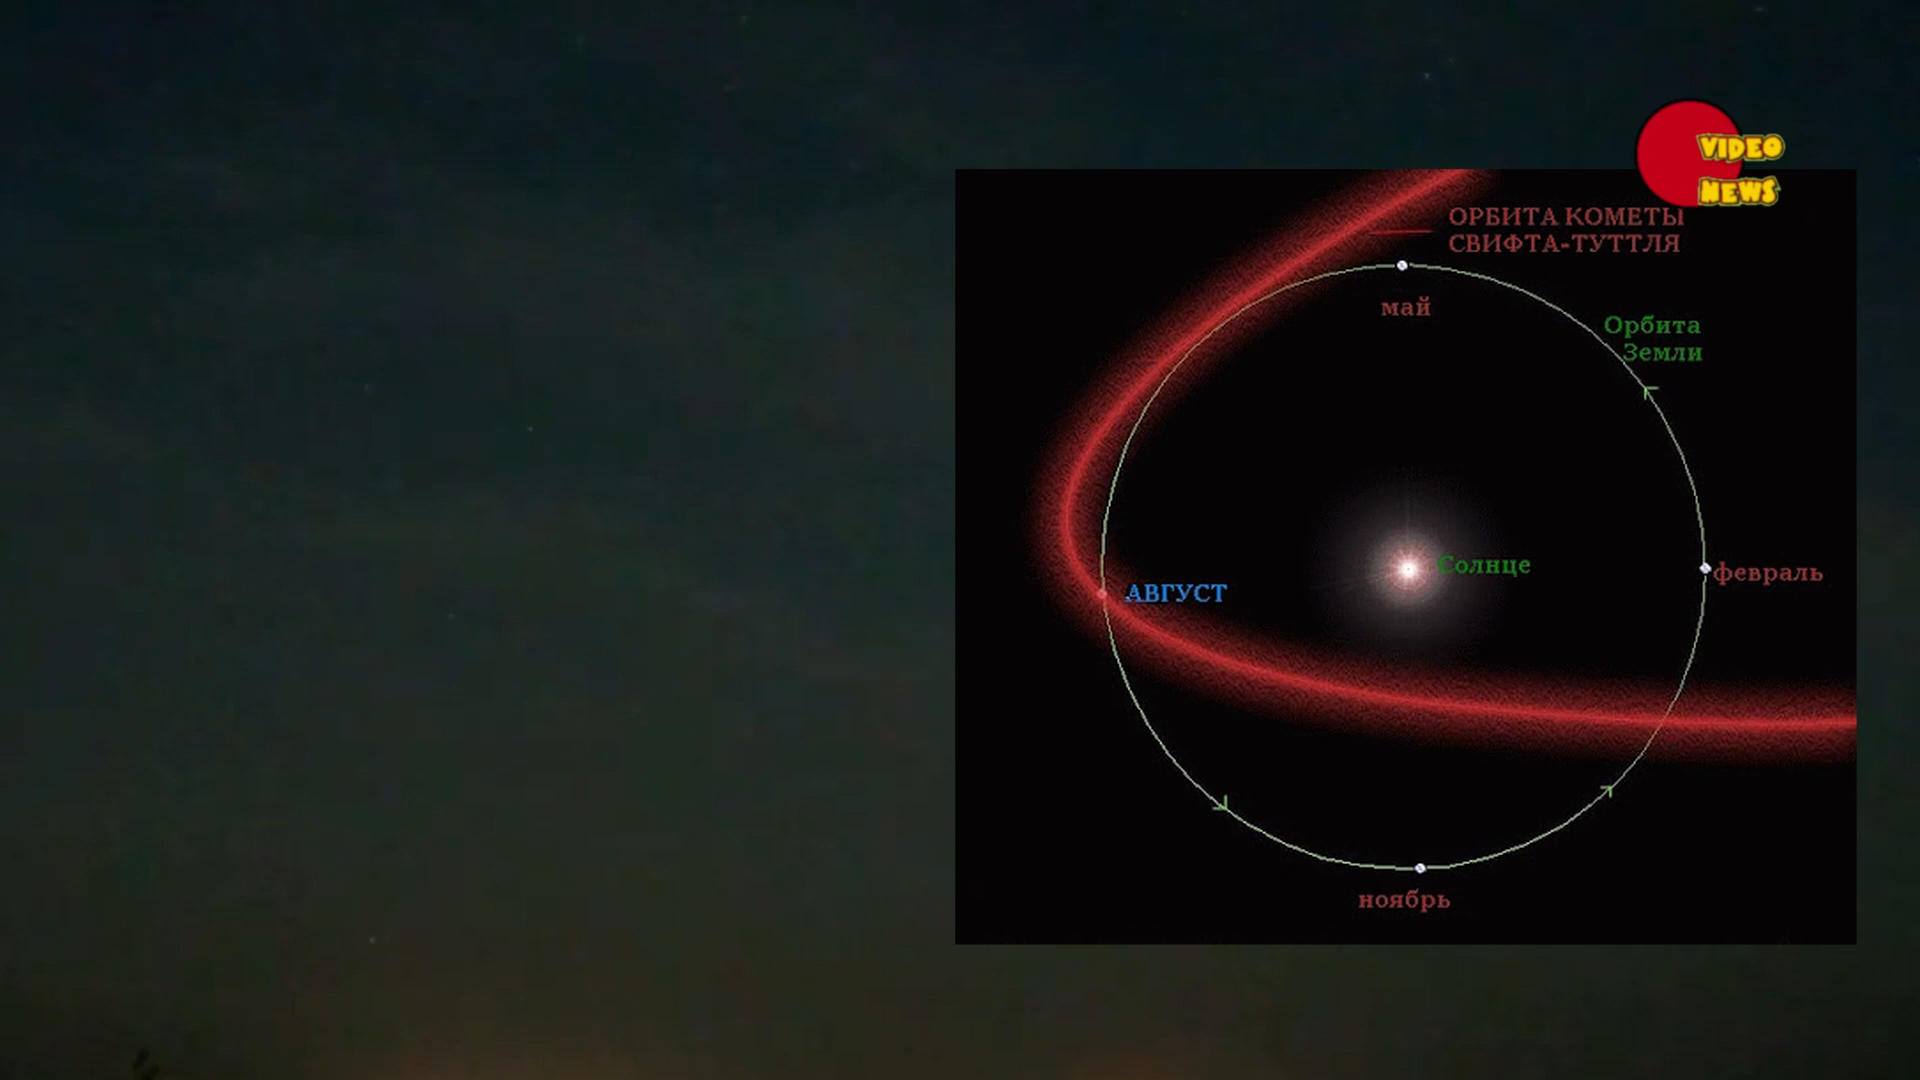 VIDEO
NEWS
ОРБИТА КОМЕТЫ
СВИФТА-ТУТТЛЯ
май
Орбита
Земли
Солнце
февраль
АВГУСТ
ноябрь